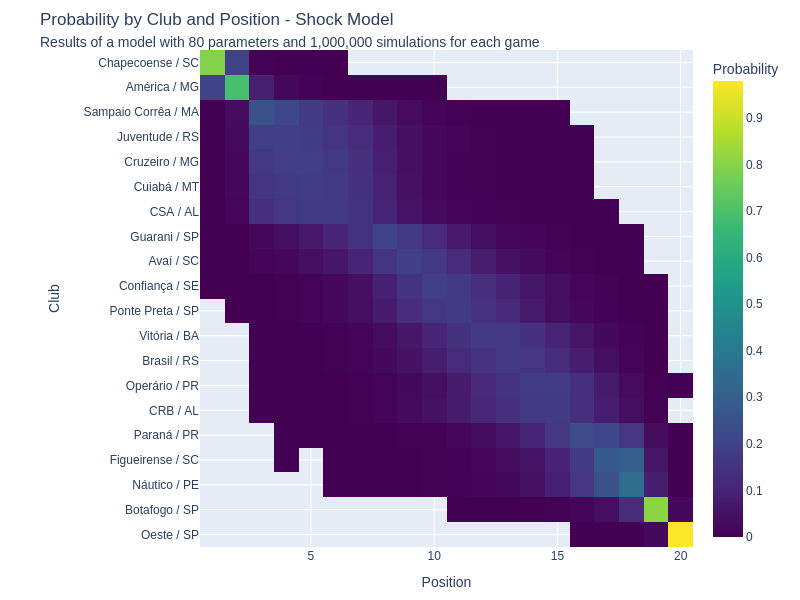 Probability by Club and Position - Shock Model
Results of a model with 80 parameters and 1,000,000 simulations for each game
Probability
Chapecoense / SC
América / MG
Sampaio Corrêa / MA
Juventude / RS
Cruzeiro / MG
Cuiabá / MT
CSA / AL
Guarani / SP
Avaí / SC
Confiança / SE
Ponte Preta / SP
Vitória / BA
Brasil / RS
Operário / PR
CRB / AL
Paraná / PR
Figueirense / SC
Náutico / PE
Botafogo / SP
Oeste / SP
Club
5 10 15 20
Position
0.9
0.8
0.7
0.6
0.5
0.4
0.3
0.2
0.1
0